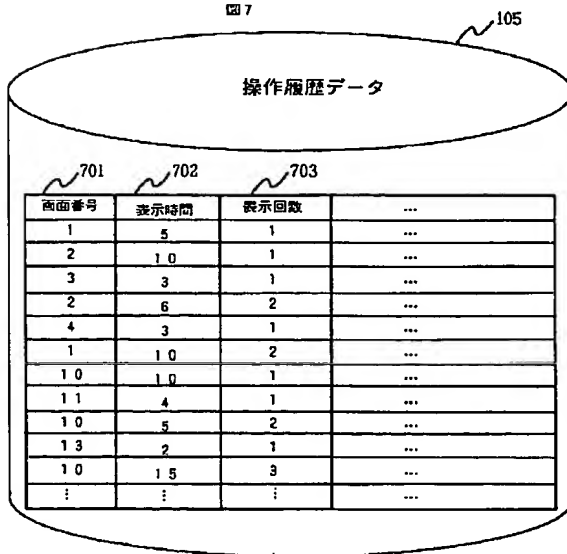 図7
105
操作履歴データ
701 702 703
画面番号 表示時間 表示回数 ...
1 5 1 ...
2 10 1 ...
3 3 1 ...
2 6 2 ...
4 3 1 ...
1 10 2 ...
10 10 1 ...
11 4 1 ...
10 5 2 ...
13 2 1 ...
10 15 3 ...
⋮ ⋮ ⋮ ...